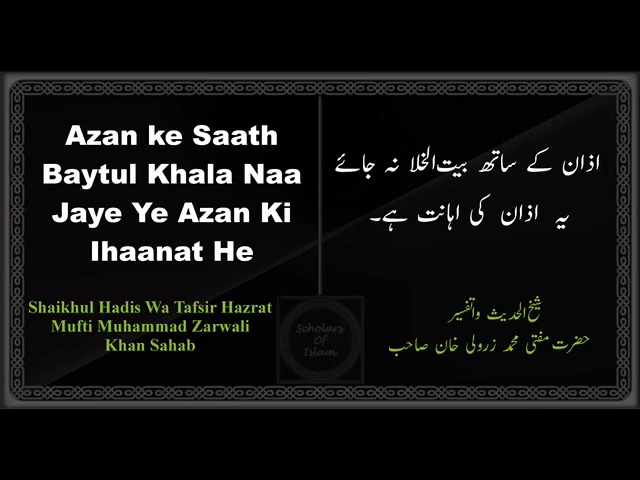 Azan ke Saath
Baytul Khala Naa
Jaye Ye Azan Ki
Ihaanat He
Shaikhul Hadis Wa Tafsir Hazrat
Mufti Muhammad Zarwali
Khan Sahab
اذان کے ساتھ بیت الخلا نہ جائے
یہ اذان کی اہانت ہے۔
شیخ الحدیث و تفسیر
حضرت مفتی محمد زرولی خان صاحب
Scholars
Of
Islam